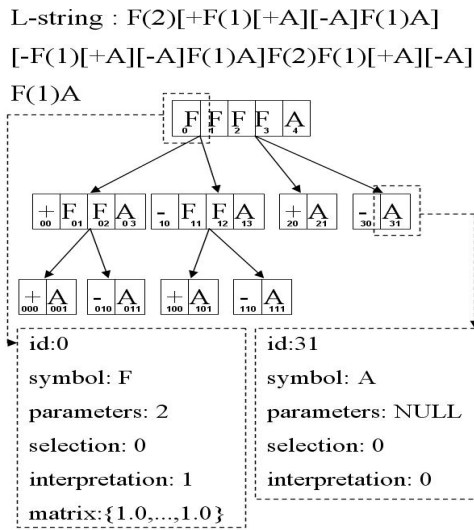 L-string : F(2)[+F(1)[+A][-A]F(1)A]
[-F(1)[+A][-A]F(1)A]F(2)F(1)[+A][-A]
F(1)A
F F F F A
0 1 2 3 4
+ F F A - F F A + A - A
00 01 02 03 10 11 12 13 20 21 30 31
+ A - A + A - A
000 001 010 011 100 101 110 111
id:0
symbol: F
parameters: 2
selection: 0
interpretation: 1
matrix:{1.0,...,1.0}
id:31
symbol: A
parameters: NULL
selection: 0
interpretation: 0